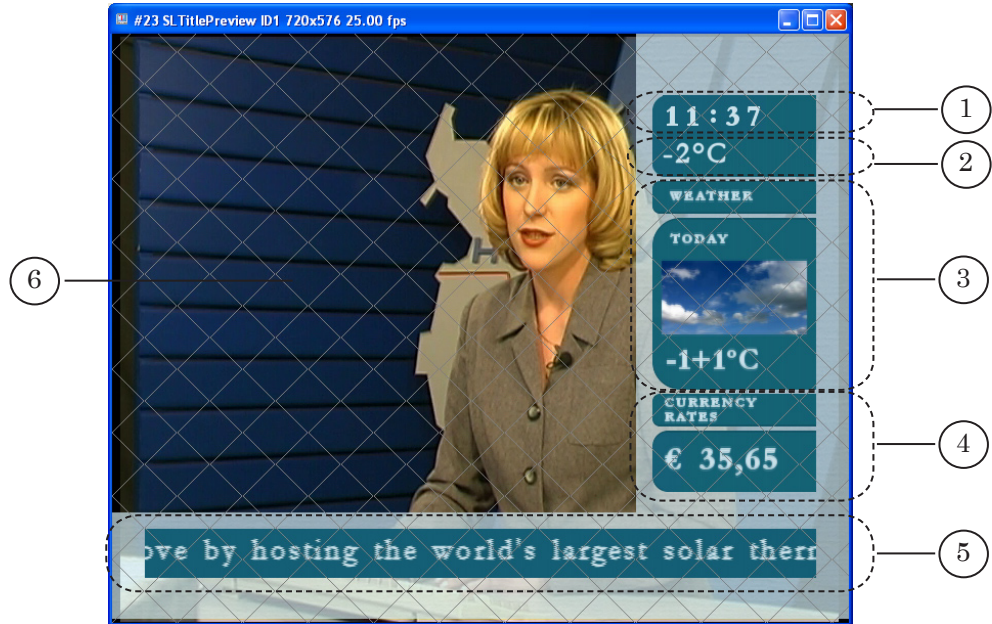 #23 SLTitlePreview ID1 720x576 25.00 fps
11:37
1
-2°C
2
WEATHER
TODAY
3
H
6
-1+1°C
CURRENCY
RATES
4
€ 35,65
ove by hosting the world's largest solar ther
5